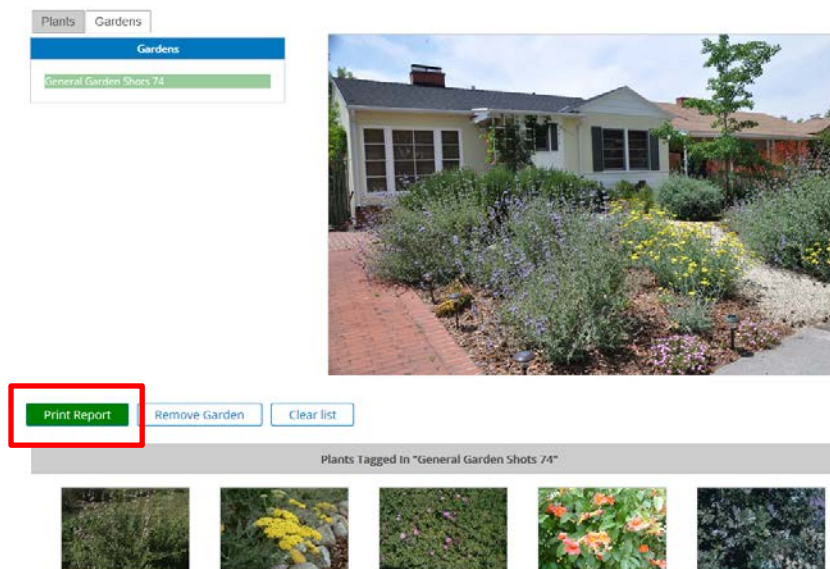 Plants Gardens
Gardens
General Garden Shots 74
Print Report Remove Garden Clear list
Plants Tagged In "General Garden Shots 74"